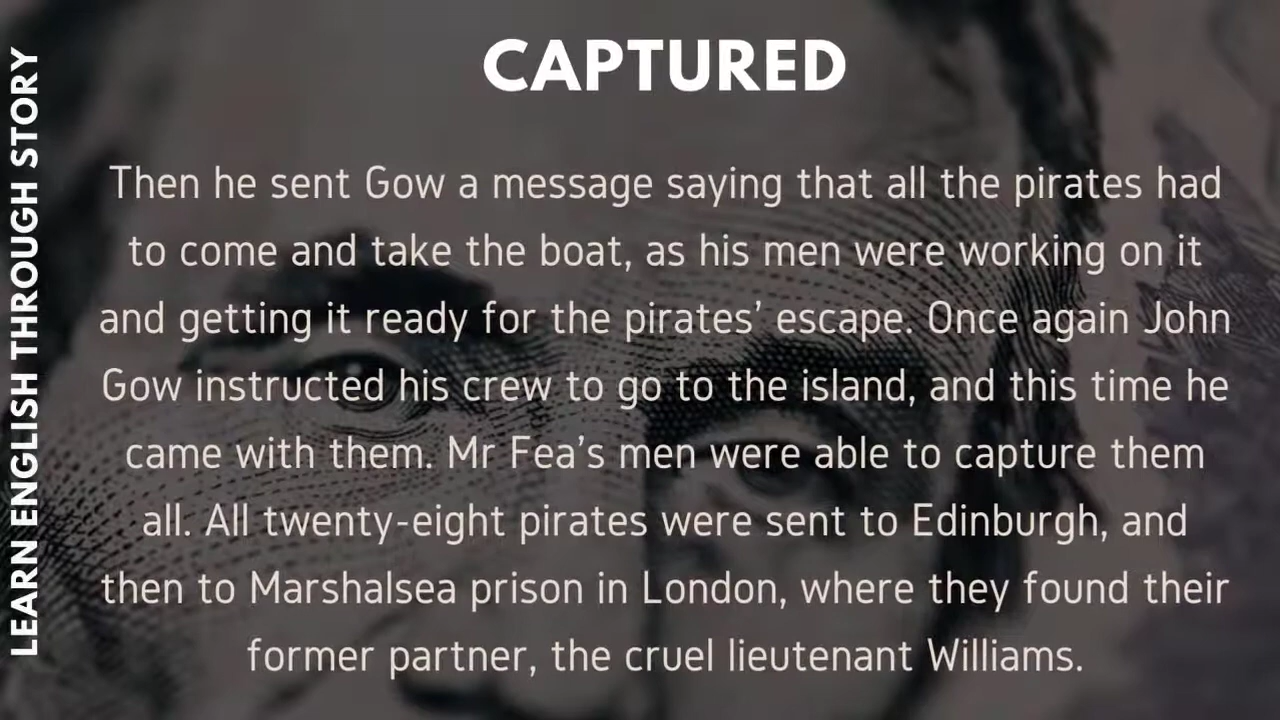 CAPTURED
Then he sent Gow a message saying that all the pirates had
to come and take the boat, as his men were working on it
and getting it ready for the pirates’ escape. Once again John
Gow instructed his crew to go to the island, and this time he
came with them. Mr Fea’s men were able to capture them
all. All twenty-eight pirates were sent to Edinburgh, and
then to Marshalsea prison in London, where they found their
former partner, the cruel lieutenant Williams.
LEARN ENGLISH THROUGH STORY